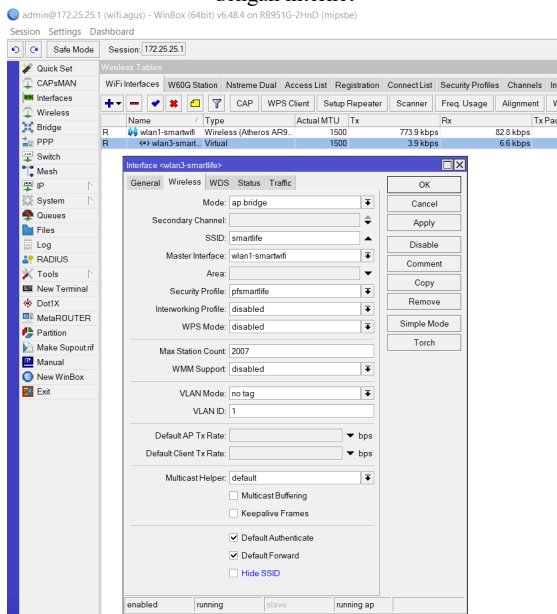 dengan internet
admin@172.25.25.1 (wifi.agus) - WinBox (64bit) v6.48.4 on RB951G-2HnD (mipsbe)
Session Settings Dashboard
Safe Mode Session: 172.25.25.1
Quick Set
CAPsMAN
Interfaces
Wireless
Bridge
PPP
Switch
Mesh
IP
System
Queues
Files
Log
RADIUS
Tools
New Terminal
Dot1X
MetaROUTER
Partition
Make Supout.rif
Manual
New WinBox
Exit
Wireless Tables
WiFi Interfaces W60G Station Nstreme Dual Access List Registration Connect List Security Profiles Channels
CAP WPS Client Setup Repeater Scanner Freq. Usage Alignment
Name Type Actual MTU Tx Rx Tx Pac
R wlan1-smartwifi Wireless (Atheros AR9... 1500 773.9 kbps 82.8 kbps
R wlan3-smart... Virtual 1500 3.9 kbps 6.6 kbps
Interface <wlan3-smartlife>
General Wireless WDS Status Traffic
Mode: ap bridge
Secondary Channel:
SSID: smartlife
Master Interface: wlan1-smartwifi
Area:
Security Profile: pfsmartlife
Interworking Profile: disabled
WPS Mode: disabled
Max Station Count: 2007
WMM Support: disabled
VLAN Mode: no tag
VLAN ID: 1
Default AP Tx Rate: bps
Default Client Tx Rate: bps
Multicast Helper: default
Multicast Buffering
Keepalive Frames
Default Authenticate
Default Forward
Hide SSID
OK
Cancel
Apply
Disable
Comment
Copy
Remove
Simple Mode
Torch
enabled running slave running ap